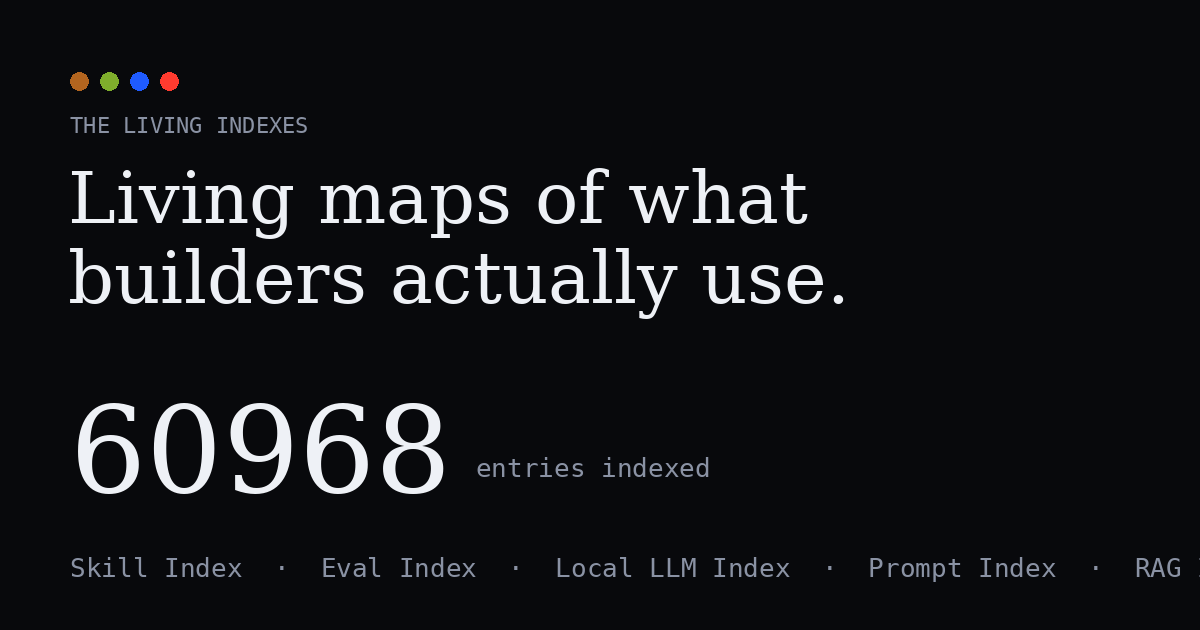 THE LIVING INDEXES
Living maps of what
builders actually use.
60968 entries indexed
Skill Index · Eval Index · Local LLM Index · Prompt Index · RAG